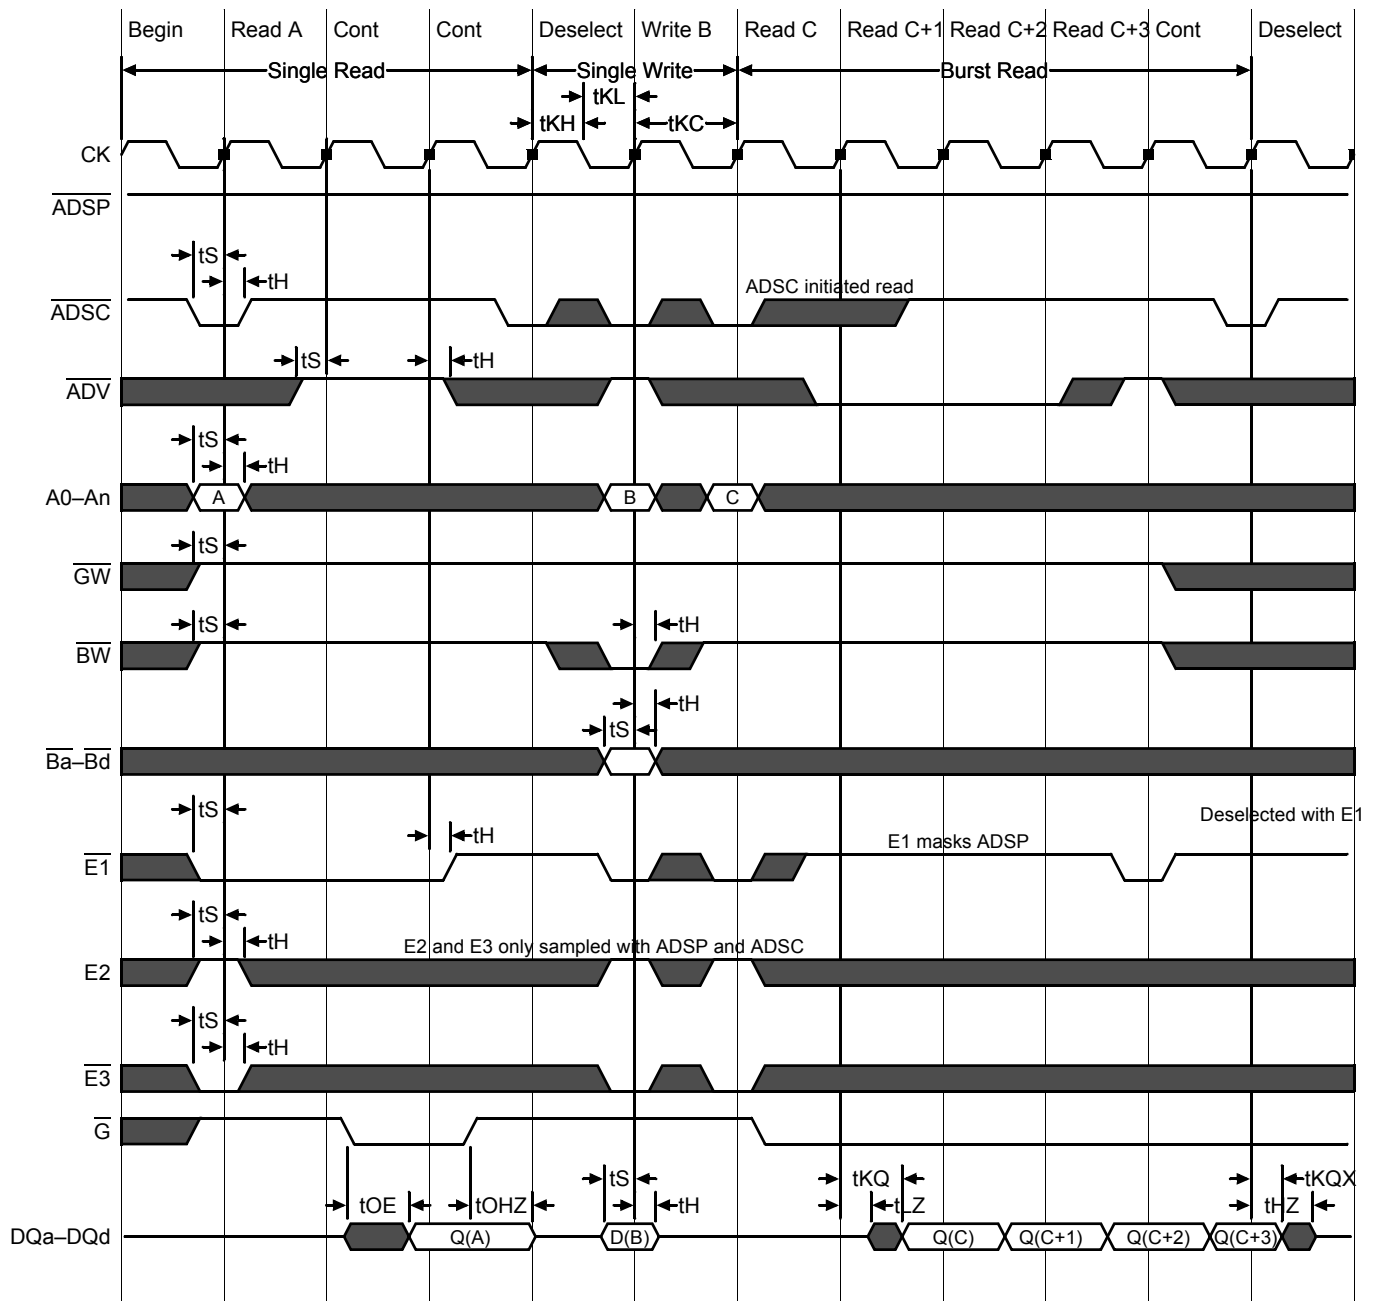 Begin Read A Cont Cont Deselect Write B Read C Read C+1 Read C+2 Read C+3 Cont Deselect
Single Read Single Write Burst Read
tKL
tKH tKC
CK
ADSP
tS
tH
ADSC initiated read
ADSC
tS tH
ADV
tS
tH
A0–An A B C
tS
GW
tS tH
BW
tH
tS
Ba–Bd
tS
Deselected with E1
tH
E1 masks ADSP
E1
tS
tH
E2 and E3 only sampled with ADSP and ADSC
E2
tS
tH
E3
G
tS tKQ tKQX
tOE tOHZ tH tLZ tHZ
DQa–DQd Q(A) D(B) Q(C) Q(C+1) Q(C+2) Q(C+3)